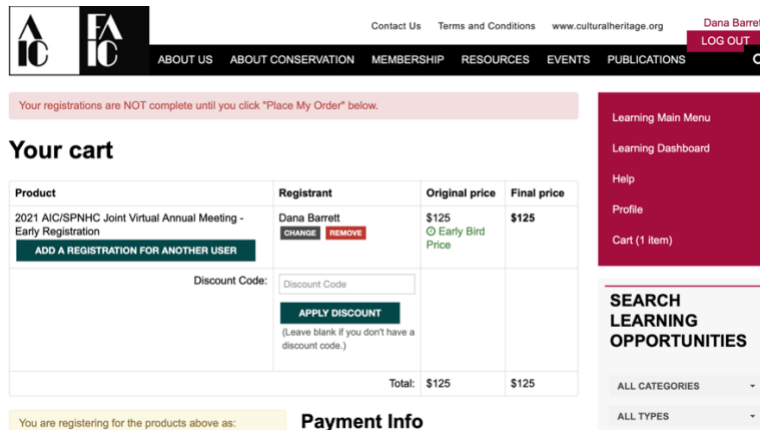 AIC
FAIC
Contact Us Terms and Conditions www.culturalheritage.org
LOG OUT
ABOUT US ABOUT CONSERVATION MEMBERSHIP RESOURCES EVENTS PUBLICATIONS
Your registrations are NOT complete until you click "Place My Order" below.
Your cart
Product Registrant Original price Final price
2021 AIC/SPNHC Joint Virtual Annual Meeting -
Early Registration
ADD A REGISTRATION FOR ANOTHER USER
Dana Barrett
CHANGE REMOVE
$125
Early Bird
Price
$125
Discount Code:
Discount Code
APPLY DISCOUNT
(Leave blank if you don't have a
discount code.)
Total: $125 $125
You are registering for the products above as:
Payment Info
Learning Main Menu
Learning Dashboard
Help
Profile
Cart (1 item)
SEARCH
LEARNING
OPPORTUNITIES
ALL CATEGORIES
ALL TYPES